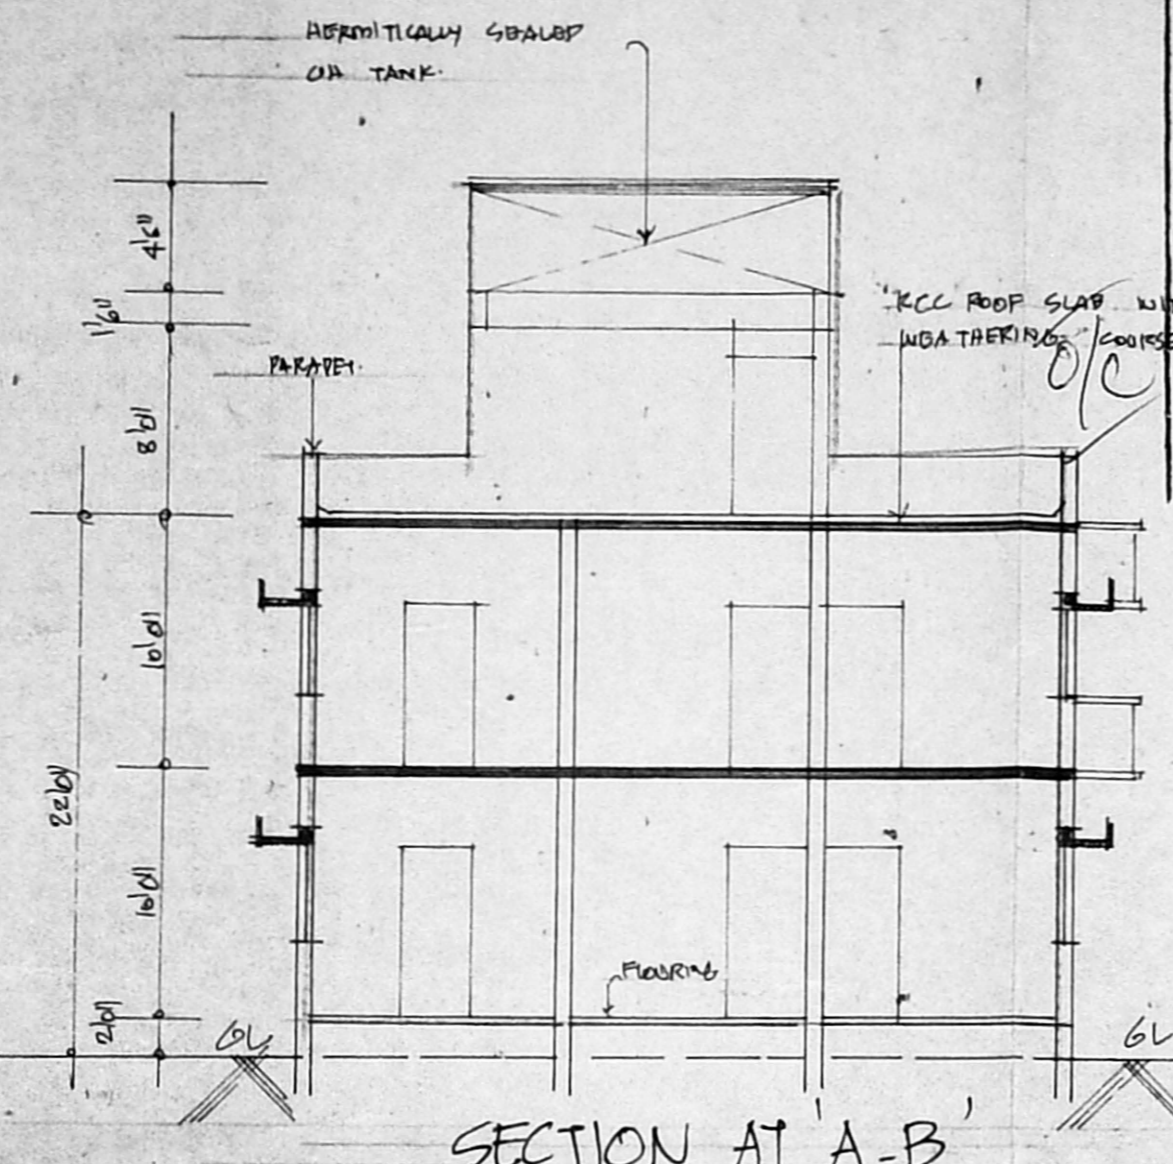 HERMITICALLY SEALED
OH TANK.
4'6"
1'6"
RCC ROOF SLAB
WEATHERING COURSE
O/C
PARAPET.
8'0"
10'0"
22'0"
10'0"
FLOORING
2'0"
GL
GL
SECTION AT 'A-B'